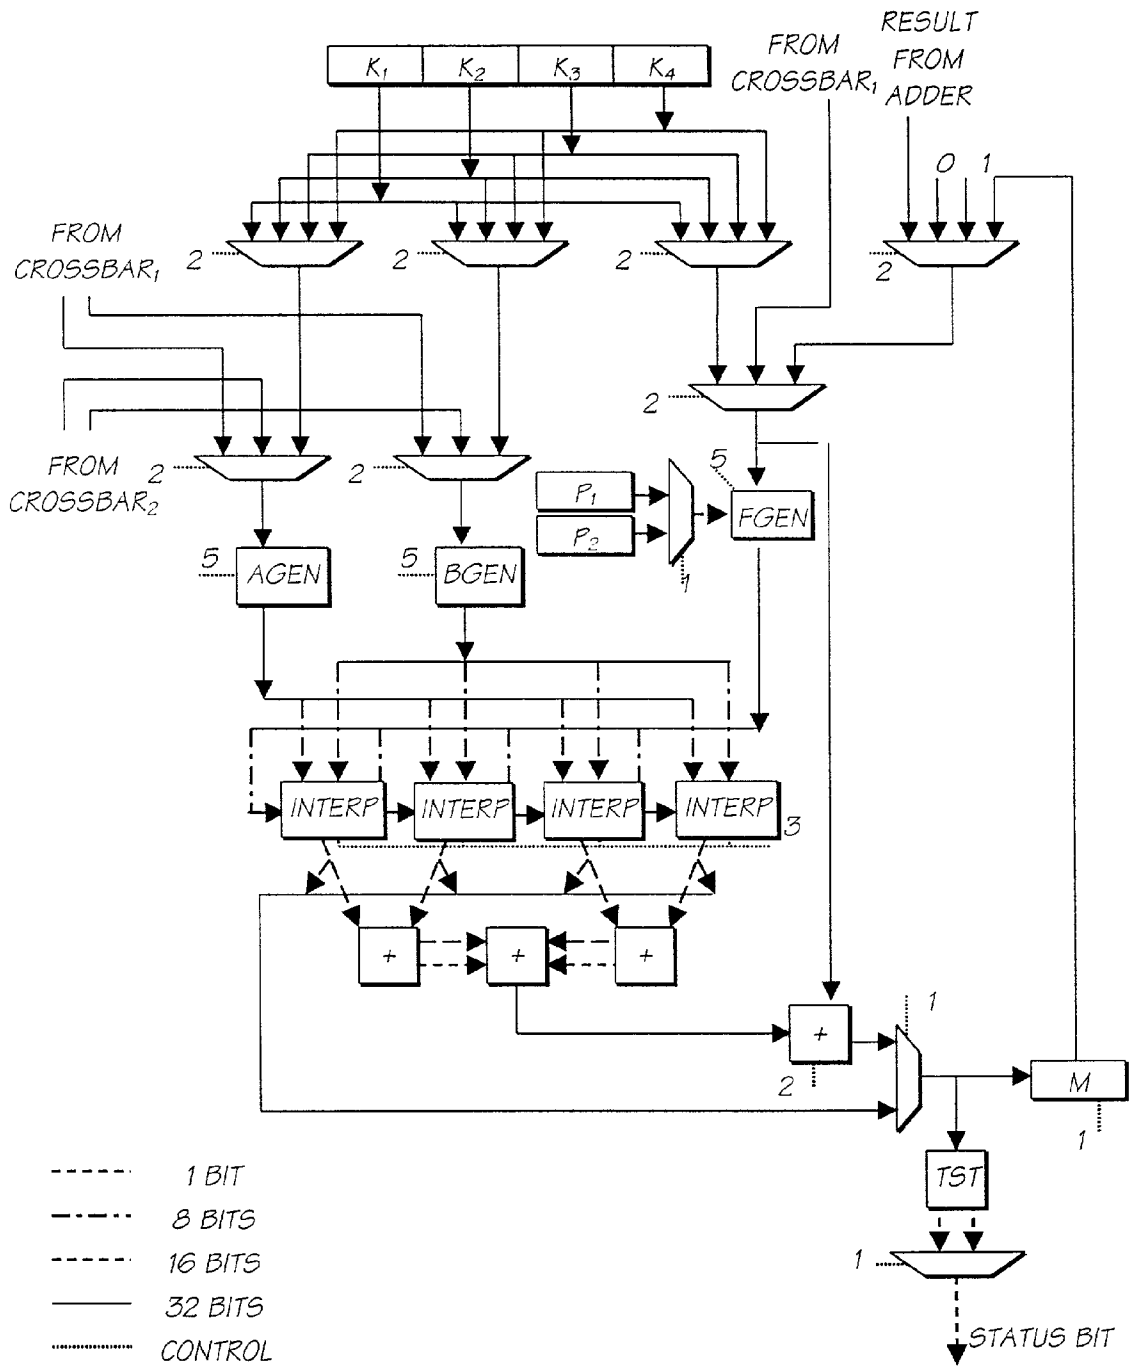 RESULT
FROM
ADDER
FROM
CROSSBAR₁
K₁ K₂ K₃ K₄
0 1
FROM
CROSSBAR₁
2
2
2
2
2
FROM
CROSSBAR₂
2
2
5
P₁
P₂
FGEN
1
5
AGEN
5
BGEN
INTERP INTERP INTERP INTERP
3
+ + +
1
+
2
M
1
TST
1
STATUS BIT
1 BIT
8 BITS
16 BITS
32 BITS
CONTROL